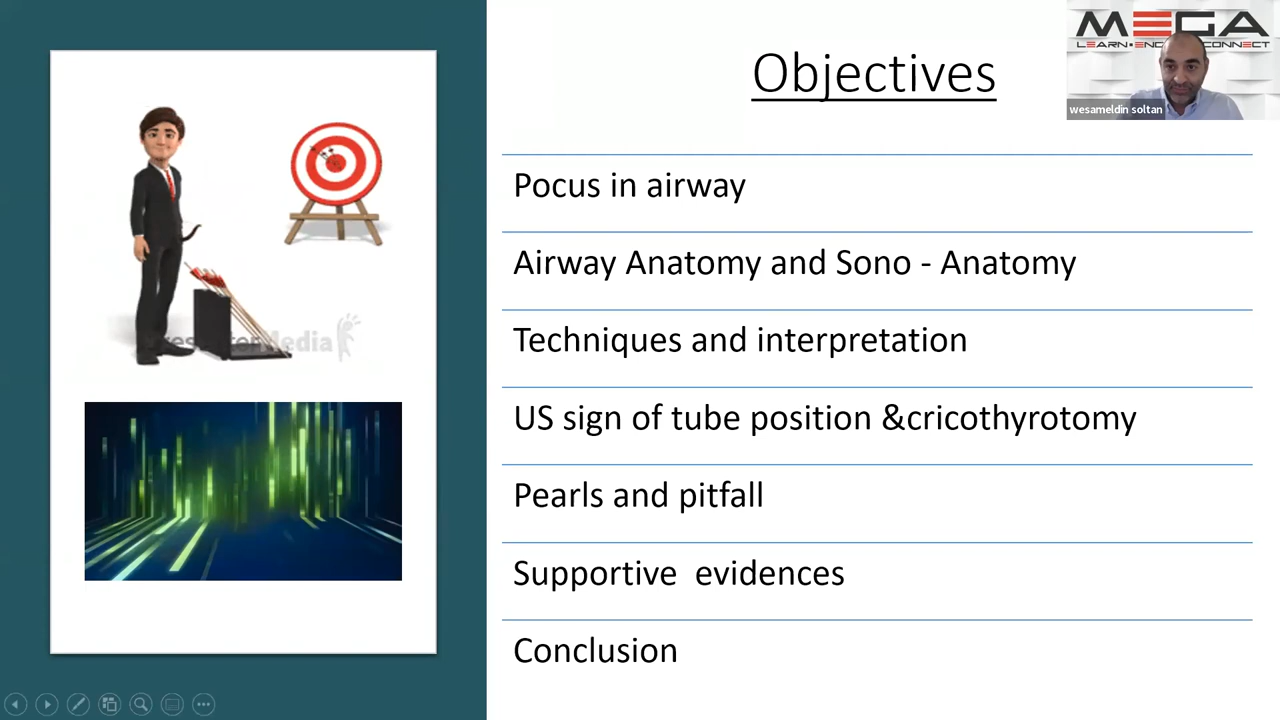 Objectives
MEGA
wesameldin soltan
Pocus in airway
Airway Anatomy and Sono - Anatomy
Techniques and interpretation
US sign of tube position &cricothyrotomy
Pearls and pitfall
Supportive  evidences
Conclusion